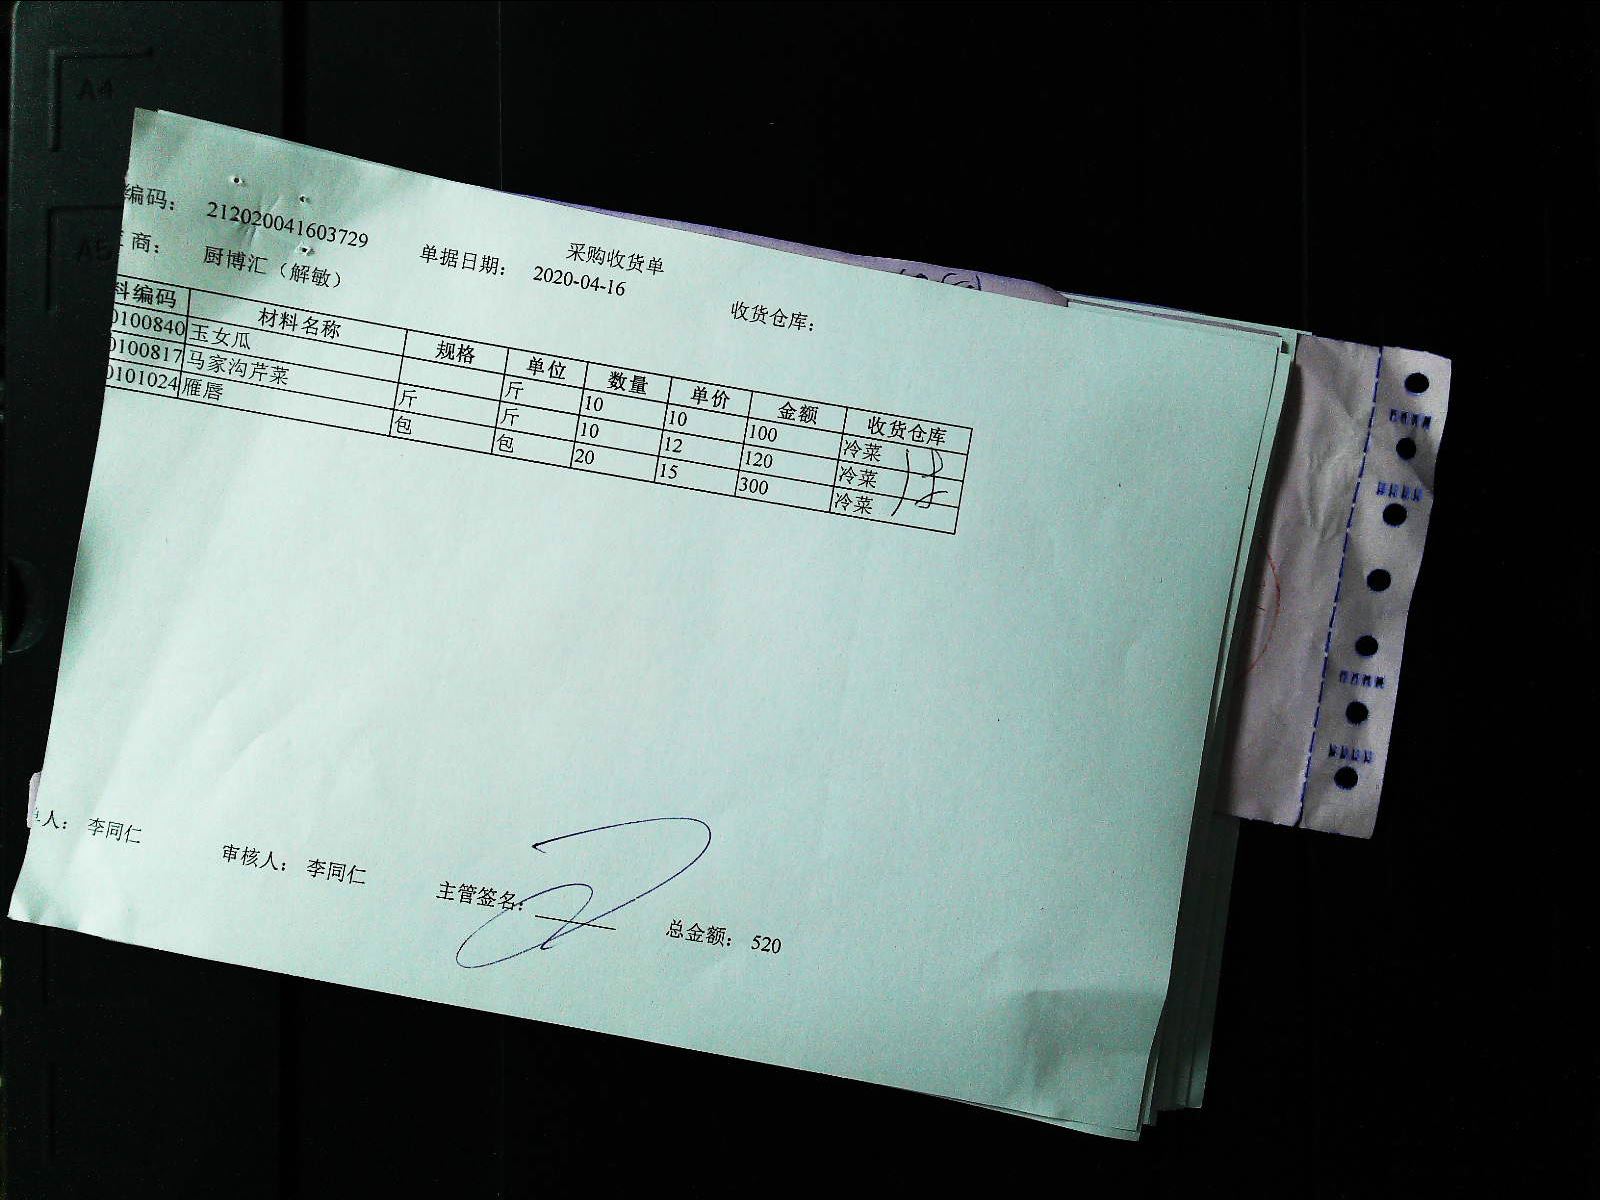 采购收货单
编码： 212020041603729 单据日期： 2020-04-16 收货仓库：
商： 厨博汇（解敏）
料编码 材料名称 规格 单位 数量 单价 金额 收货仓库
0100840 玉女瓜 斤 10 10 100 冷菜
0100817 马家沟芹菜 斤 斤 10 12 120 冷菜
0101024 雁唇 包 包 20 15 300 冷菜
人： 李同仁 审核人： 李同仁 主管签名： 总金额： 520
A4
A5